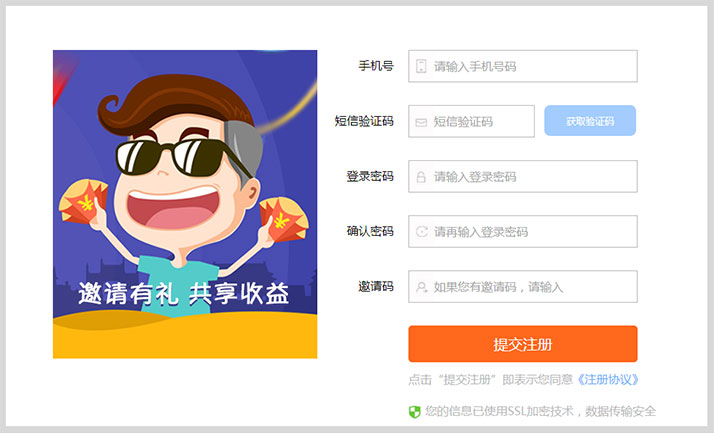 手机号
请输入手机号码
短信验证码
短信验证码
获取验证码
登录密码
请输入登录密码
确认密码
请再输入登录密码
邀请码
如果您有邀请码，请输入
¥
¥
邀请有礼 共享收益
提交注册
点击“提交注册”即表示您同意《注册协议》
您的信息已使用SSL加密技术，数据传输安全